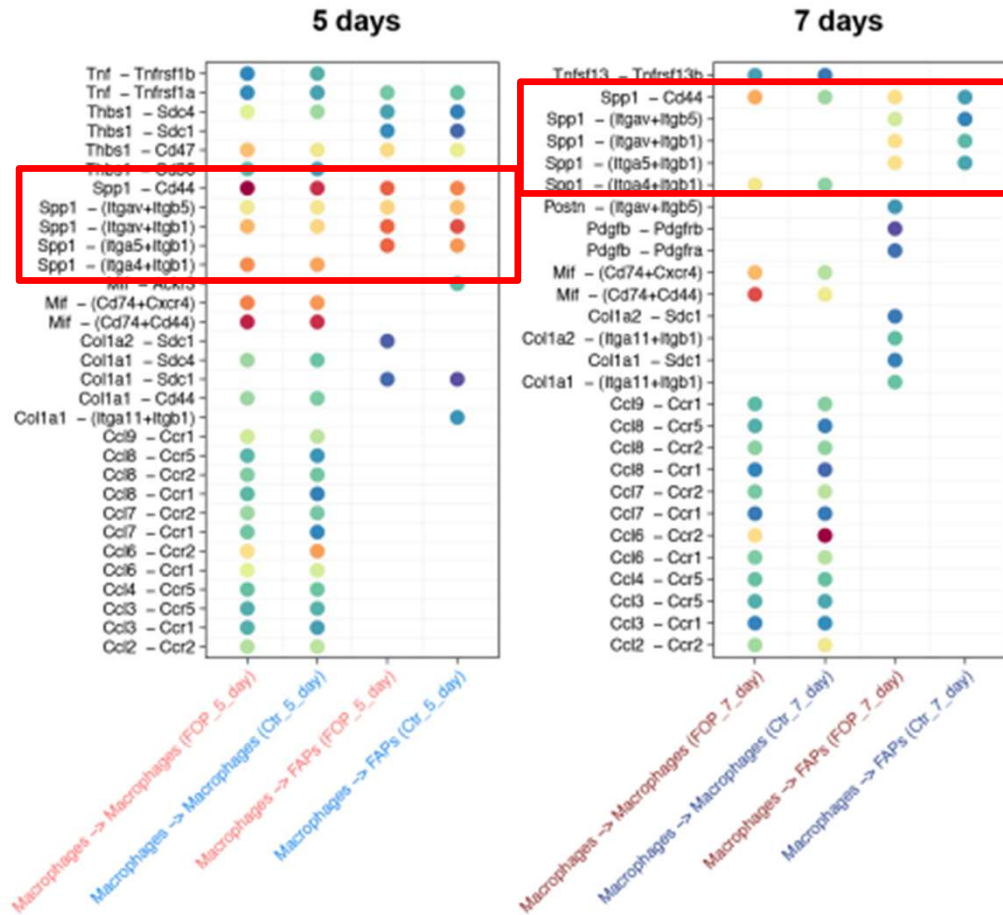 5 days
Tnf – Tnfrsf1b
Tnf – Tnfrsf1a
Thbs1 – Sdc4
Thbs1 – Sdc1
Thbs1 – Cd47
Spp1 – Cd44
Spp1 – (Itgav+Itgb5)
Spp1 – (Itgav+Itgb1)
Spp1 – (Itga5+Itgb1)
Spp1 – (Itga4+Itgb1)
Mif – Ackr3
Mif – (Cd74+Cxcr4)
Mif – (Cd74+Cd44)
Col1a2 – Sdc1
Col1a1 – Sdc4
Col1a1 – Sdc1
Col1a1 – Cd44
Col1a1 – (Itga11+Itgb1)
Ccl9 – Ccr1
Ccl8 – Ccr5
Ccl8 – Ccr2
Ccl8 – Ccr1
Ccl7 – Ccr2
Ccl7 – Ccr1
Ccl6 – Ccr2
Ccl6 – Ccr1
Ccl4 – Ccr5
Ccl3 – Ccr5
Ccl3 – Ccr1
Ccl2 – Ccr2
Macrophages –> Macrophages (FOP_5_day)
Macrophages –> Macrophages (Ctr_5_day)
Macrophages –> FAPs (FOP_5_day)
Macrophages –> FAPs (Ctr_5_day)
7 days
Tnfsf13 – Tnfrsf13b
Spp1 – Cd44
Spp1 – (Itgav+Itgb5)
Spp1 – (Itgav+Itgb1)
Spp1 – (Itga5+Itgb1)
Spp1 – (Itga4+Itgb1)
Postn – (Itgav+Itgb5)
Pdgfb – Pdgfrb
Pdgfb – Pdgfra
Mif – (Cd74+Cxcr4)
Mif – (Cd74+Cd44)
Col1a2 – Sdc1
Col1a2 – (Itga11+Itgb1)
Col1a1 – Sdc1
Col1a1 – (Itga11+Itgb1)
Ccl9 – Ccr1
Ccl8 – Ccr5
Ccl8 – Ccr2
Ccl8 – Ccr1
Ccl7 – Ccr2
Ccl7 – Ccr1
Ccl6 – Ccr2
Ccl6 – Ccr1
Ccl4 – Ccr5
Ccl3 – Ccr5
Ccl3 – Ccr1
Ccl2 – Ccr2
Macrophages –> Macrophages (FOP_7_day)
Macrophages –> Macrophages (Ctr_7_day)
Macrophages –> FAPs (FOP_7_day)
Macrophages –> FAPs (Ctr_7_day)